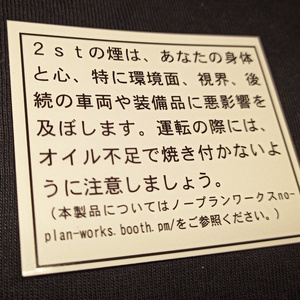 2stの煙は、あなたの身体
と心、特に環境面、視界、後
続の車両や装備品に悪影響を
及ぼします。運転の際には、
オイル不足で焼き付かないよ
うに注意しましょう。
(本製品についてはノープランワークスno-
plan-works.booth.pm/をご参照ください。)